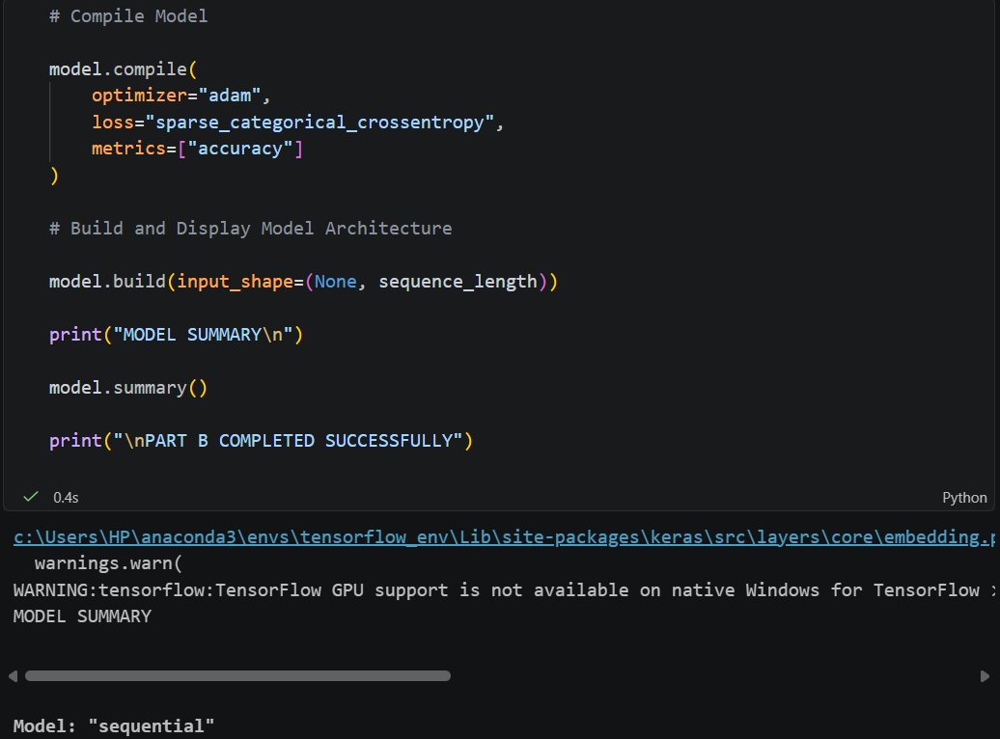 # Compile Model
model.compile(
optimizer="adam",
loss="sparse_categorical_crossentropy",
metrics=["accuracy"]
)
# Build and Display Model Architecture
model.build(input_shape=(None, sequence_length))
print("MODEL SUMMARY\n")
model.summary()
print("\nPART B COMPLETED SUCCESSFULLY")
0.4s
Python
c:\Users\HP\anaconda3\envs\tensorflow_env\Lib\site-packages\keras\src\layers\core\embedding.p
warnings.warn(
WARNING:tensorflow:TensorFlow GPU support is not available on native Windows for TensorFlow >
MODEL SUMMARY
Model: "sequential"